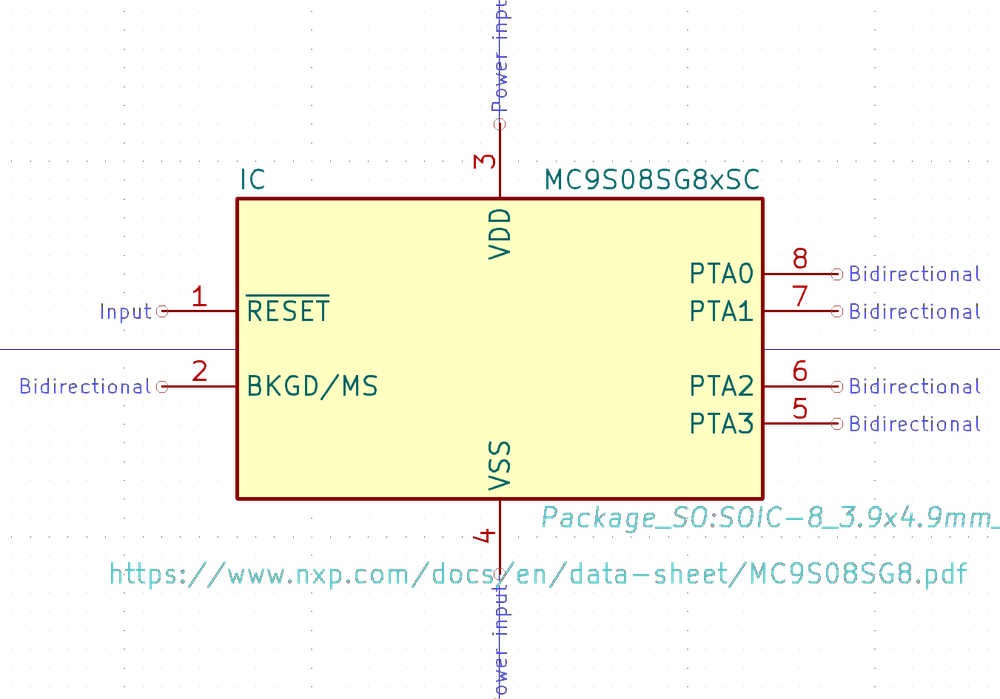 Power input
3
IC
MC9S08SG8xSC
VDD
8
PTA0
Bidirectional
1
7
Input
RESET
PTA1
Bidirectional
2
6
Bidirectional
BKGD/MS
PTA2
Bidirectional
5
PTA3
Bidirectional
VSS
Package_SO:SOIC-8_3.9x4.9mm_
4
https://www.nxp.com/docs/en/data-sheet/MC9S08SG8.pdf
ower input